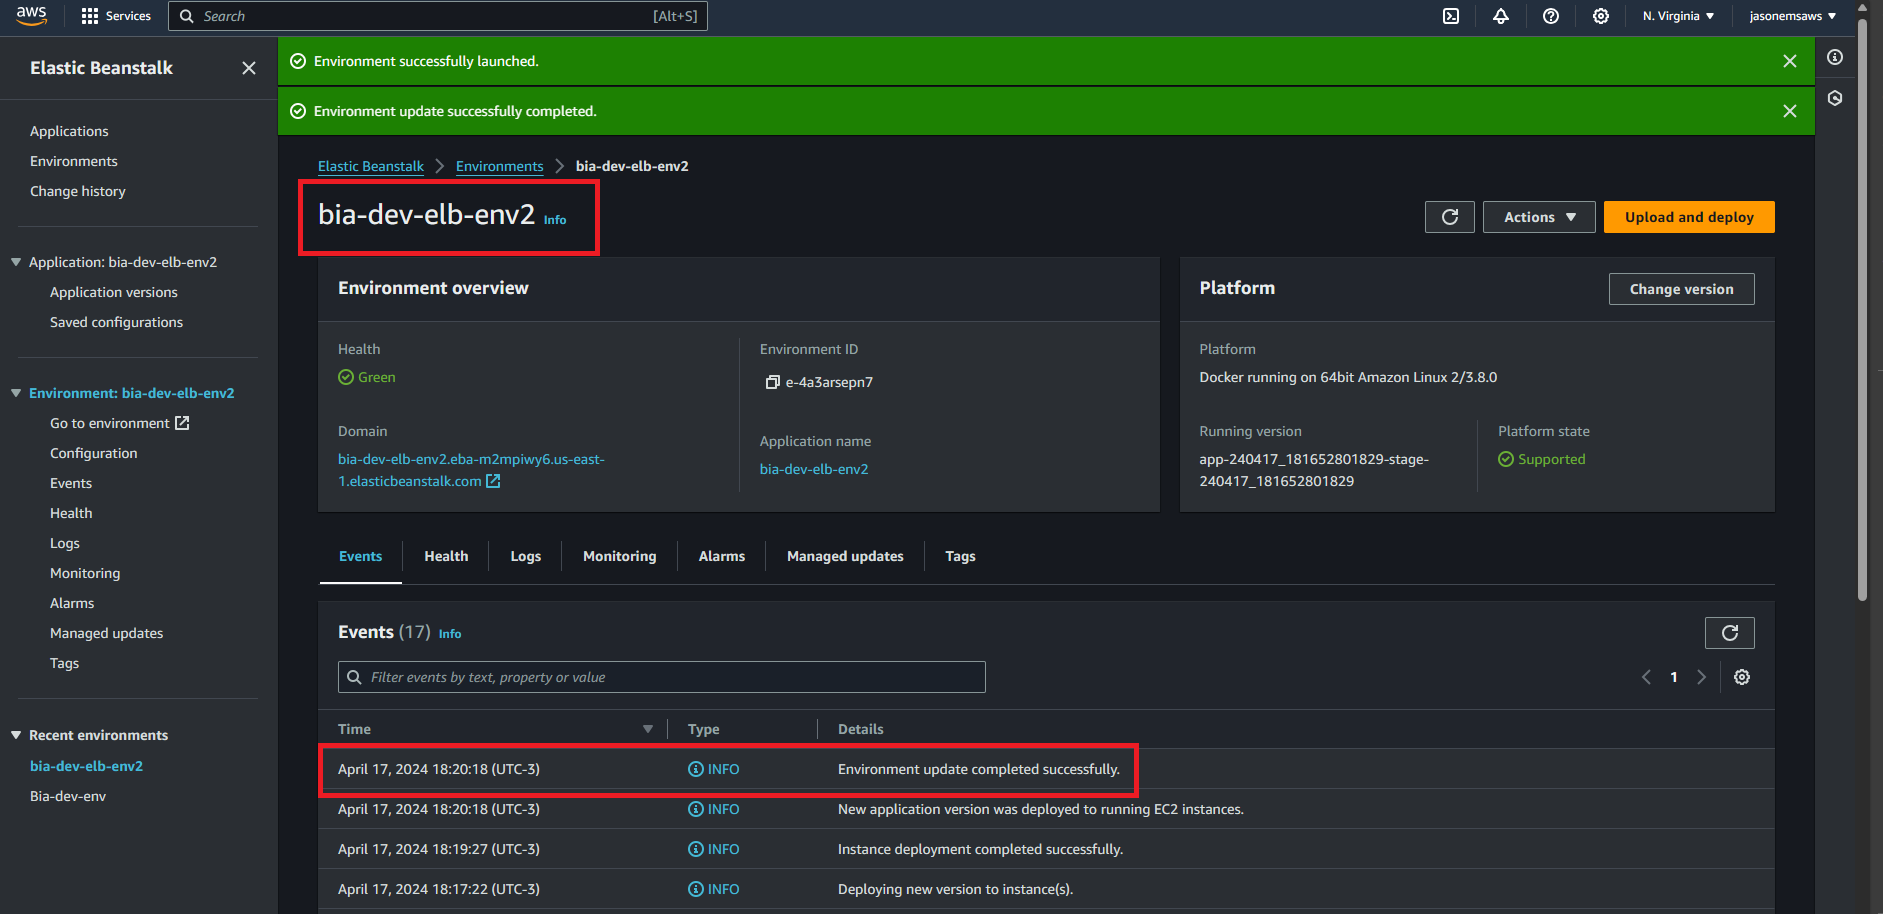 aws
Services
Search
[Alt+S]
N. Virginia
jasonemsaws
Elastic Beanstalk
Applications
Environments
Change history
Application: bia-dev-elb-env2
Application versions
Saved configurations
Environment: bia-dev-elb-env2
Go to environment
Configuration
Events
Health
Logs
Monitoring
Alarms
Managed updates
Tags
Recent environments
bia-dev-elb-env2
Bia-dev-env
Environment successfully launched.
Environment update successfully completed.
Elastic Beanstalk
Environments
bia-dev-elb-env2
bia-dev-elb-env2 Info
Actions
Upload and deploy
Environment overview
Health
Green
Domain
bia-dev-elb-env2.eba-m2mpiwy6.us-east-
1.elasticbeanstalk.com
Environment ID
e-4a3arsepn7
Application name
bia-dev-elb-env2
Platform
Change version
Platform
Docker running on 64bit Amazon Linux 2/3.8.0
Running version
app-240417_181652801829-stage-
240417_181652801829
Platform state
Supported
Events
Health
Logs
Monitoring
Alarms
Managed updates
Tags
Events (17) Info
Filter events by text, property or value
1
Time Type Details
April 17, 2024 18:20:18 (UTC-3) INFO Environment update completed successfully.
April 17, 2024 18:20:18 (UTC-3) INFO New application version was deployed to running EC2 instances.
April 17, 2024 18:19:27 (UTC-3) INFO Instance deployment completed successfully.
April 17, 2024 18:17:22 (UTC-3) INFO Deploying new version to instance(s).